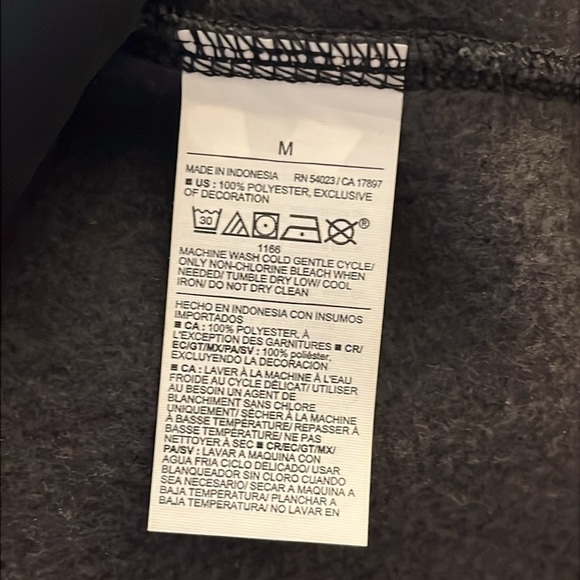 M
MADE IN INDONESIA RN 54023 / CA 17897
■ US : 100% POLYESTER, EXCLUSIVE
OF DECORATION
30 ®
1166
MACHINE WASH COLD GENTLE CYCLE/
ONLY NON-CHLORINE BLEACH WHEN
NEEDED/ TUMBLE DRY LOW/ COOL
IRON/ DO NOT DRY CLEAN
HECHO EN INDONESIA CON INSUMOS
IMPORTADOS
■ CA : 100% POLYESTER, À
L'EXCEPTION DES GARNITURES ■ CR/
EC/GT/MX/PA/SV : 100% poliéster,
EXCLUYENDO LA DECORACION
■ CA : LAVER À LA MACHINE À L'EAU
FROIDE AU CYCLE DÉLICAT/ UTILISER
AU BESOIN UN AGENT DE
BLANCHIMENT SANS CHLORE
UNIQUEMENT/ SÉCHER À LA MACHINE
À BASSE TEMPÉRATURE/ REPASSER À
BASSE TEMPÉRATURE/ NE PAS
NETTOYER À SEC ■ CR/EC/GT/MX/
PA/SV : LAVAR A MAQUINA CON
AGUA FRIA CICLO DELICADO/ USAR
BLANQUEADOR SIN CLORO CUANDO
SEA NECESARIO/ SECAR A MAQUINA A
BAJA TEMPERATURA/ PLANCHAR A
BAJA TEMPERATURA/ NO LAVAR EN